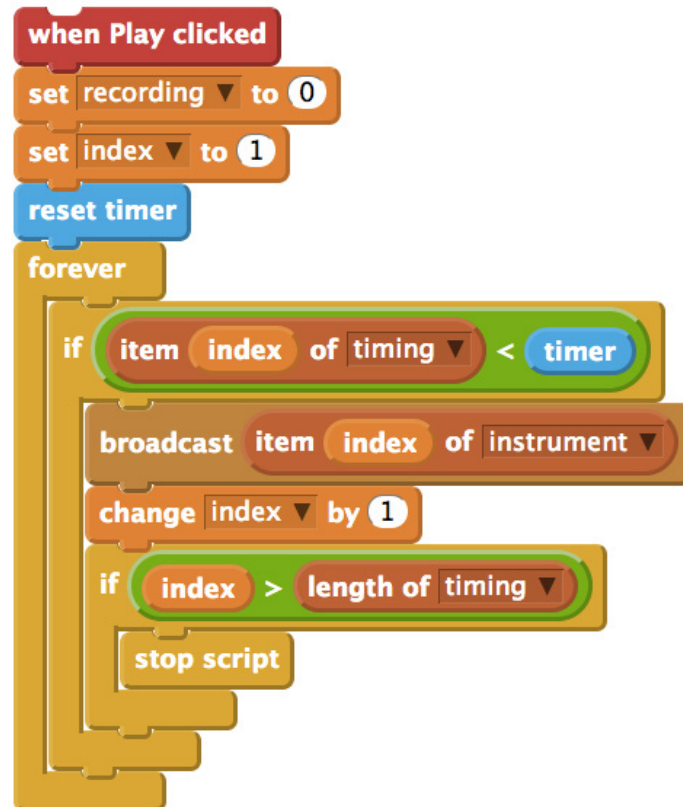 when Play clicked
set recording ▼ to 0
set index ▼ to 1
reset timer
forever
if item index of timing ▼ < timer
broadcast item index of instrument ▼
change index ▼ by 1
if index > length of timing ▼
stop script